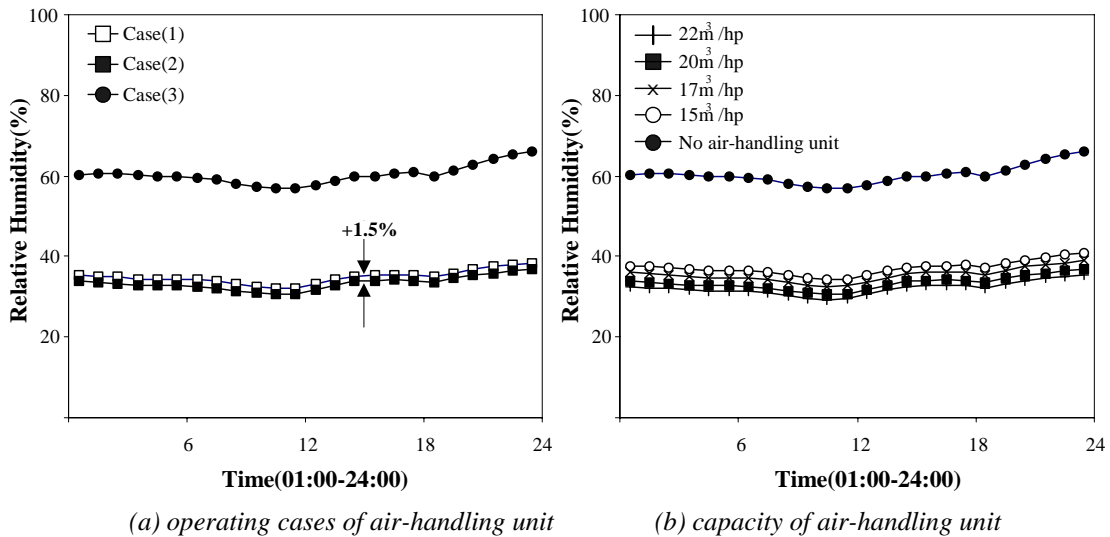 100
80
60
40
20
Relative Humidity(%)
Case(1)
Case(2)
Case(3)
+1.5%
6 12 18 24
Time(01:00-24:00)
(a) operating cases of air-handling unit
100
80
60
40
20
Relative Humidity(%)
22m³/hp
20m³/hp
17m³/hp
15m³/hp
No air-handling unit
6 12 18 24
Time(01:00-24:00)
(b) capacity of air-handling unit